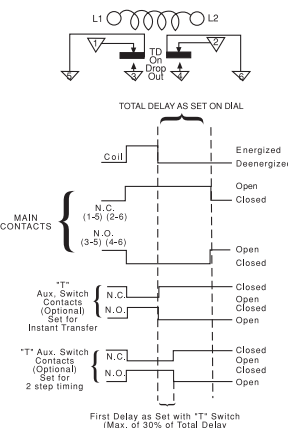 L1 L2
1 2
TD
On
Drop
Out
5 3 4 6
TOTAL DELAY AS SET ON DIAL
Coil
Energized
Deenergized
MAIN
CONTACTS
N.C.
(1-5) (2-6)
Open
Closed
N.O.
(3-5) (4-6)
Open
Closed
"T"
Aux. Switch
Contacts
(Optional)
Set for
Instant Transfer
N.C.
N.O.
Closed
Open
Closed
Open
"T" Aux. Switch
Contacts
(Optional)
Set for
2 step timing
N.C.
N.O.
Closed
Open
Closed
Open
First Delay as Set with "T" Switch
(Max. of 30% of Total Delay